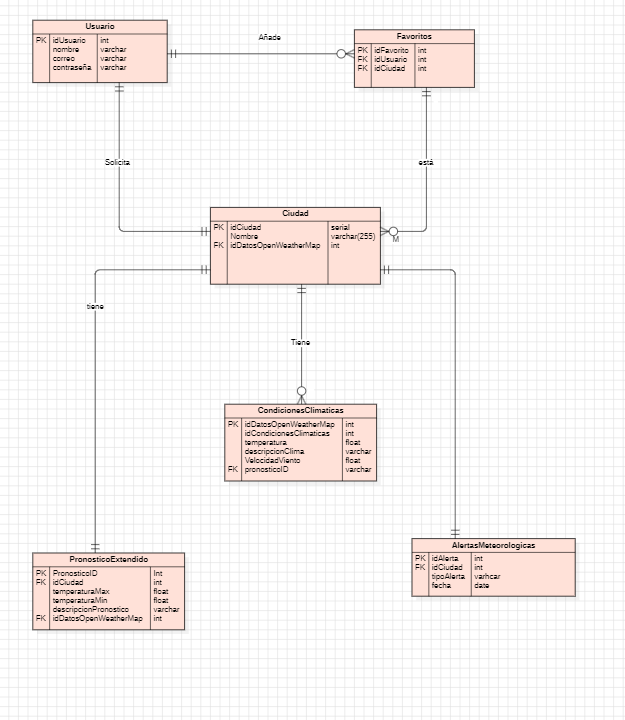 Usuario
PK idUsuario int
nombre varchar
correo varchar
contraseña varchar
Añade
Favoritos
PK idFavorito int
FK idUsuario int
FK idCiudad int
Solicita
está
Ciudad
PK idCiudad serial
Nombre varchar(255)
FK idDatosOpenWeatherMap int
M
tiene
Tiene
CondicionesClimaticas
PK idDatosOpenWeatherMap int
idCondicionesClimaticas int
temperatura float
descripcionClima varchar
VelocidadViento float
FK pronosticoID varchar
PronosticoExtendido
PK PronosticoID Int
FK idCiudad int
temperaturaMax float
temperaturaMin float
descripcionPronostico varchar
FK idDatosOpenWeatherMap int
AlertasMeteorologicas
PK idAlerta int
FK idCiudad int
tipoAlerta varhcar
fecha date